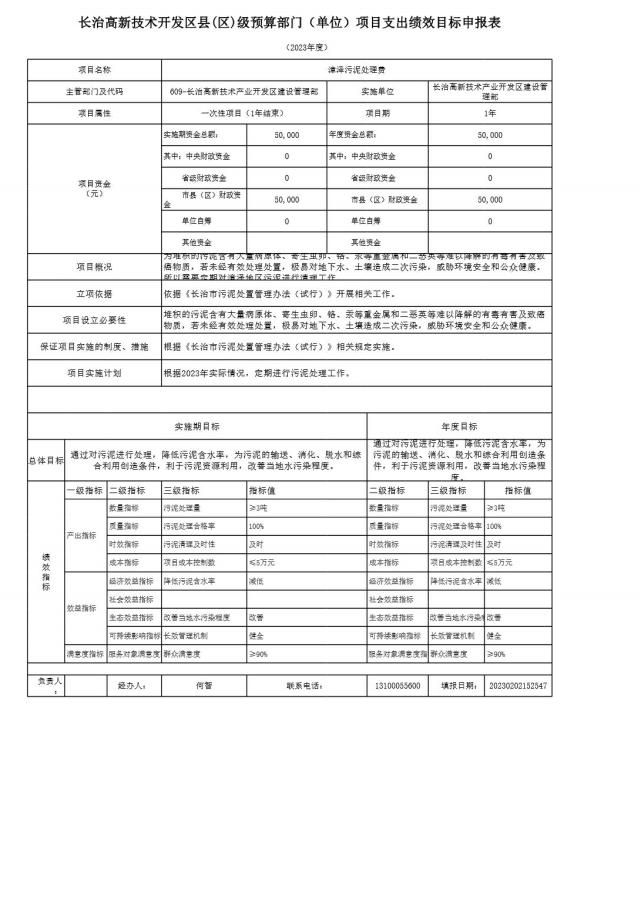 长治高新技术开发区县(区)级预算部门（单位）项目支出绩效目标申报表
（2023年度）
项目名称 漳泽污泥处理费
主管部门及代码 609-长治高新技术产业开发区建设管理部 实施单位 长治高新技术产业开发区建设管理部
项目属性 一次性项目（1年结束） 项目期 1年
项目资金（元） 实施期资金总额： 50,000 年度资金总额： 50,000
其中：中央财政资金 0 其中：中央财政资金 0
省级财政资金 0 省级财政资金 0
市县（区）财政资金 50,000 市县（区）财政资金 50,000
单位自筹 0 单位自筹 0
其他资金 其他资金
项目概况 为堆积的污泥含有大量病原体、寄生虫卵、铬、汞等重金属和二恶英等难以降解的有毒有害及致
癌物质，若未经有效处理处置，极易对地下水、土壤造成二次污染，威胁环境安全和公众健康。
所以需要定期对漳泽地区污泥进行清理工作。
立项依据 依据《长治市污泥处置管理办法（试行）》开展相关工作。
项目设立必要性 堆积的污泥含有大量病原体、寄生虫卵、铬、汞等重金属和二恶英等难以降解的有毒有害及致癌
物质，若未经有效处理处置，极易对地下水、土壤造成二次污染，威胁环境安全和公众健康。
保证项目实施的制度、措施 根据《长治市污泥处置管理办法（试行）》相关规定实施。
项目实施计划 根据2023年实际情况，定期进行污泥处理工作。
实施期目标 年度目标
总体目标 通过对污泥进行处理，降低污泥含水率，为污泥的输送、消化、脱水和综
合利用创造条件，利于污泥资源利用，改善当地水污染程度。
通过对污泥进行处理，降低污泥含水率，为
污泥的输送、消化、脱水和综合利用创造条
件，利于污泥资源利用，改善当地水污染程
度。
绩效指标
一级指标 二级指标 三级指标 指标值 二级指标 三级指标 指标值
产出指标 数量指标 污泥处理量 ≥3吨 数量指标 污泥处理量 ≥3吨
质量指标 污泥处理合格率 100% 质量指标 污泥处理合格率 100%
时效指标 污泥清理及时性 及时 时效指标 污泥清理及时性 及时
成本指标 项目成本控制数 ≤5万元 成本指标 项目成本控制数 ≤5万元
效益指标 经济效益指标 降低污泥含水率 减低 经济效益指标 降低污泥含水率 减低
社会效益指标 社会效益指标
生态效益指标 改善当地水污染程度 改善 生态效益指标 改善当地水污染 改善
可持续影响指标 长效管理机制 健全 可持续影响指标 长效管理机制 健全
满意度指标 服务对象满意度 群众满意度 ≥90% 服务对象满意度指 群众满意度 ≥90%
负责人： 经办人： 何智 联系电话： 13100055600 填报日期： 20230202152547